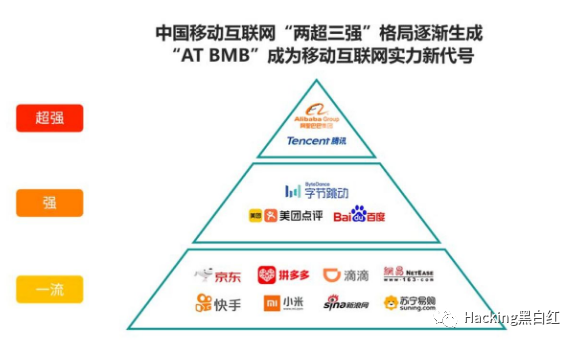 中国移动互联网“两超三强”格局逐渐生成
“AT BMB”成为移动互联网实力新代号
超强
Alibaba Group
阿里巴巴集团
Tencent 腾讯
强
ByteDance
字节跳动
美团 美团点评 Bai du 百度
一流
京东 拼多多 滴滴 網易 NETEASE
www.163.com
快手 mi 小米 sina 新浪网 苏宁易购
suning.com
Hacking黑白红